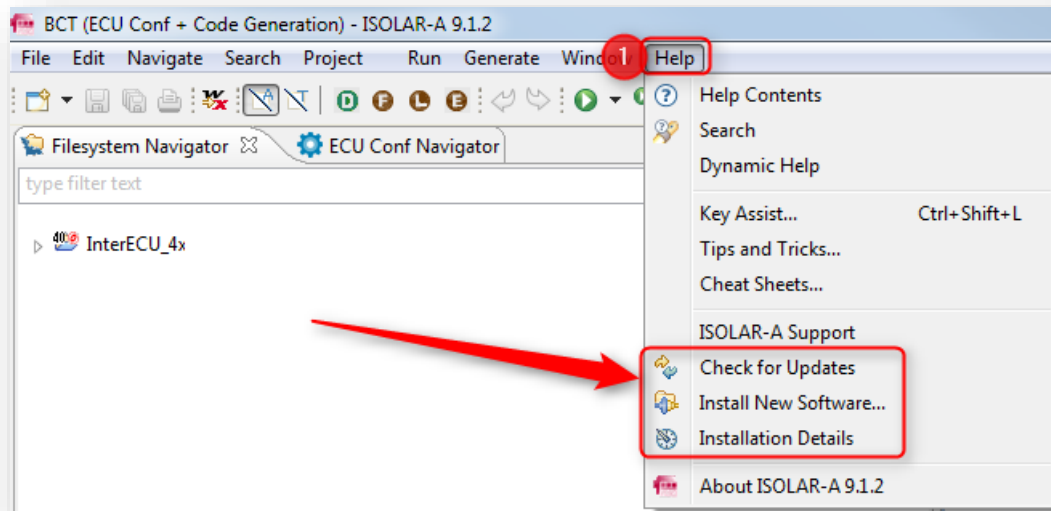 BCT (ECU Conf + Code Generation) - ISOLAR-A 9.1.2
File Edit Navigate Search Project Run Generate Window 1 Help
Filesystem Navigator ECU Conf Navigator
type filter text
InterECU_4x
Help Contents
Search
Dynamic Help
Key Assist... Ctrl+Shift+L
Tips and Tricks...
Cheat Sheets...
ISOLAR-A Support
Check for Updates
Install New Software...
Installation Details
About ISOLAR-A 9.1.2